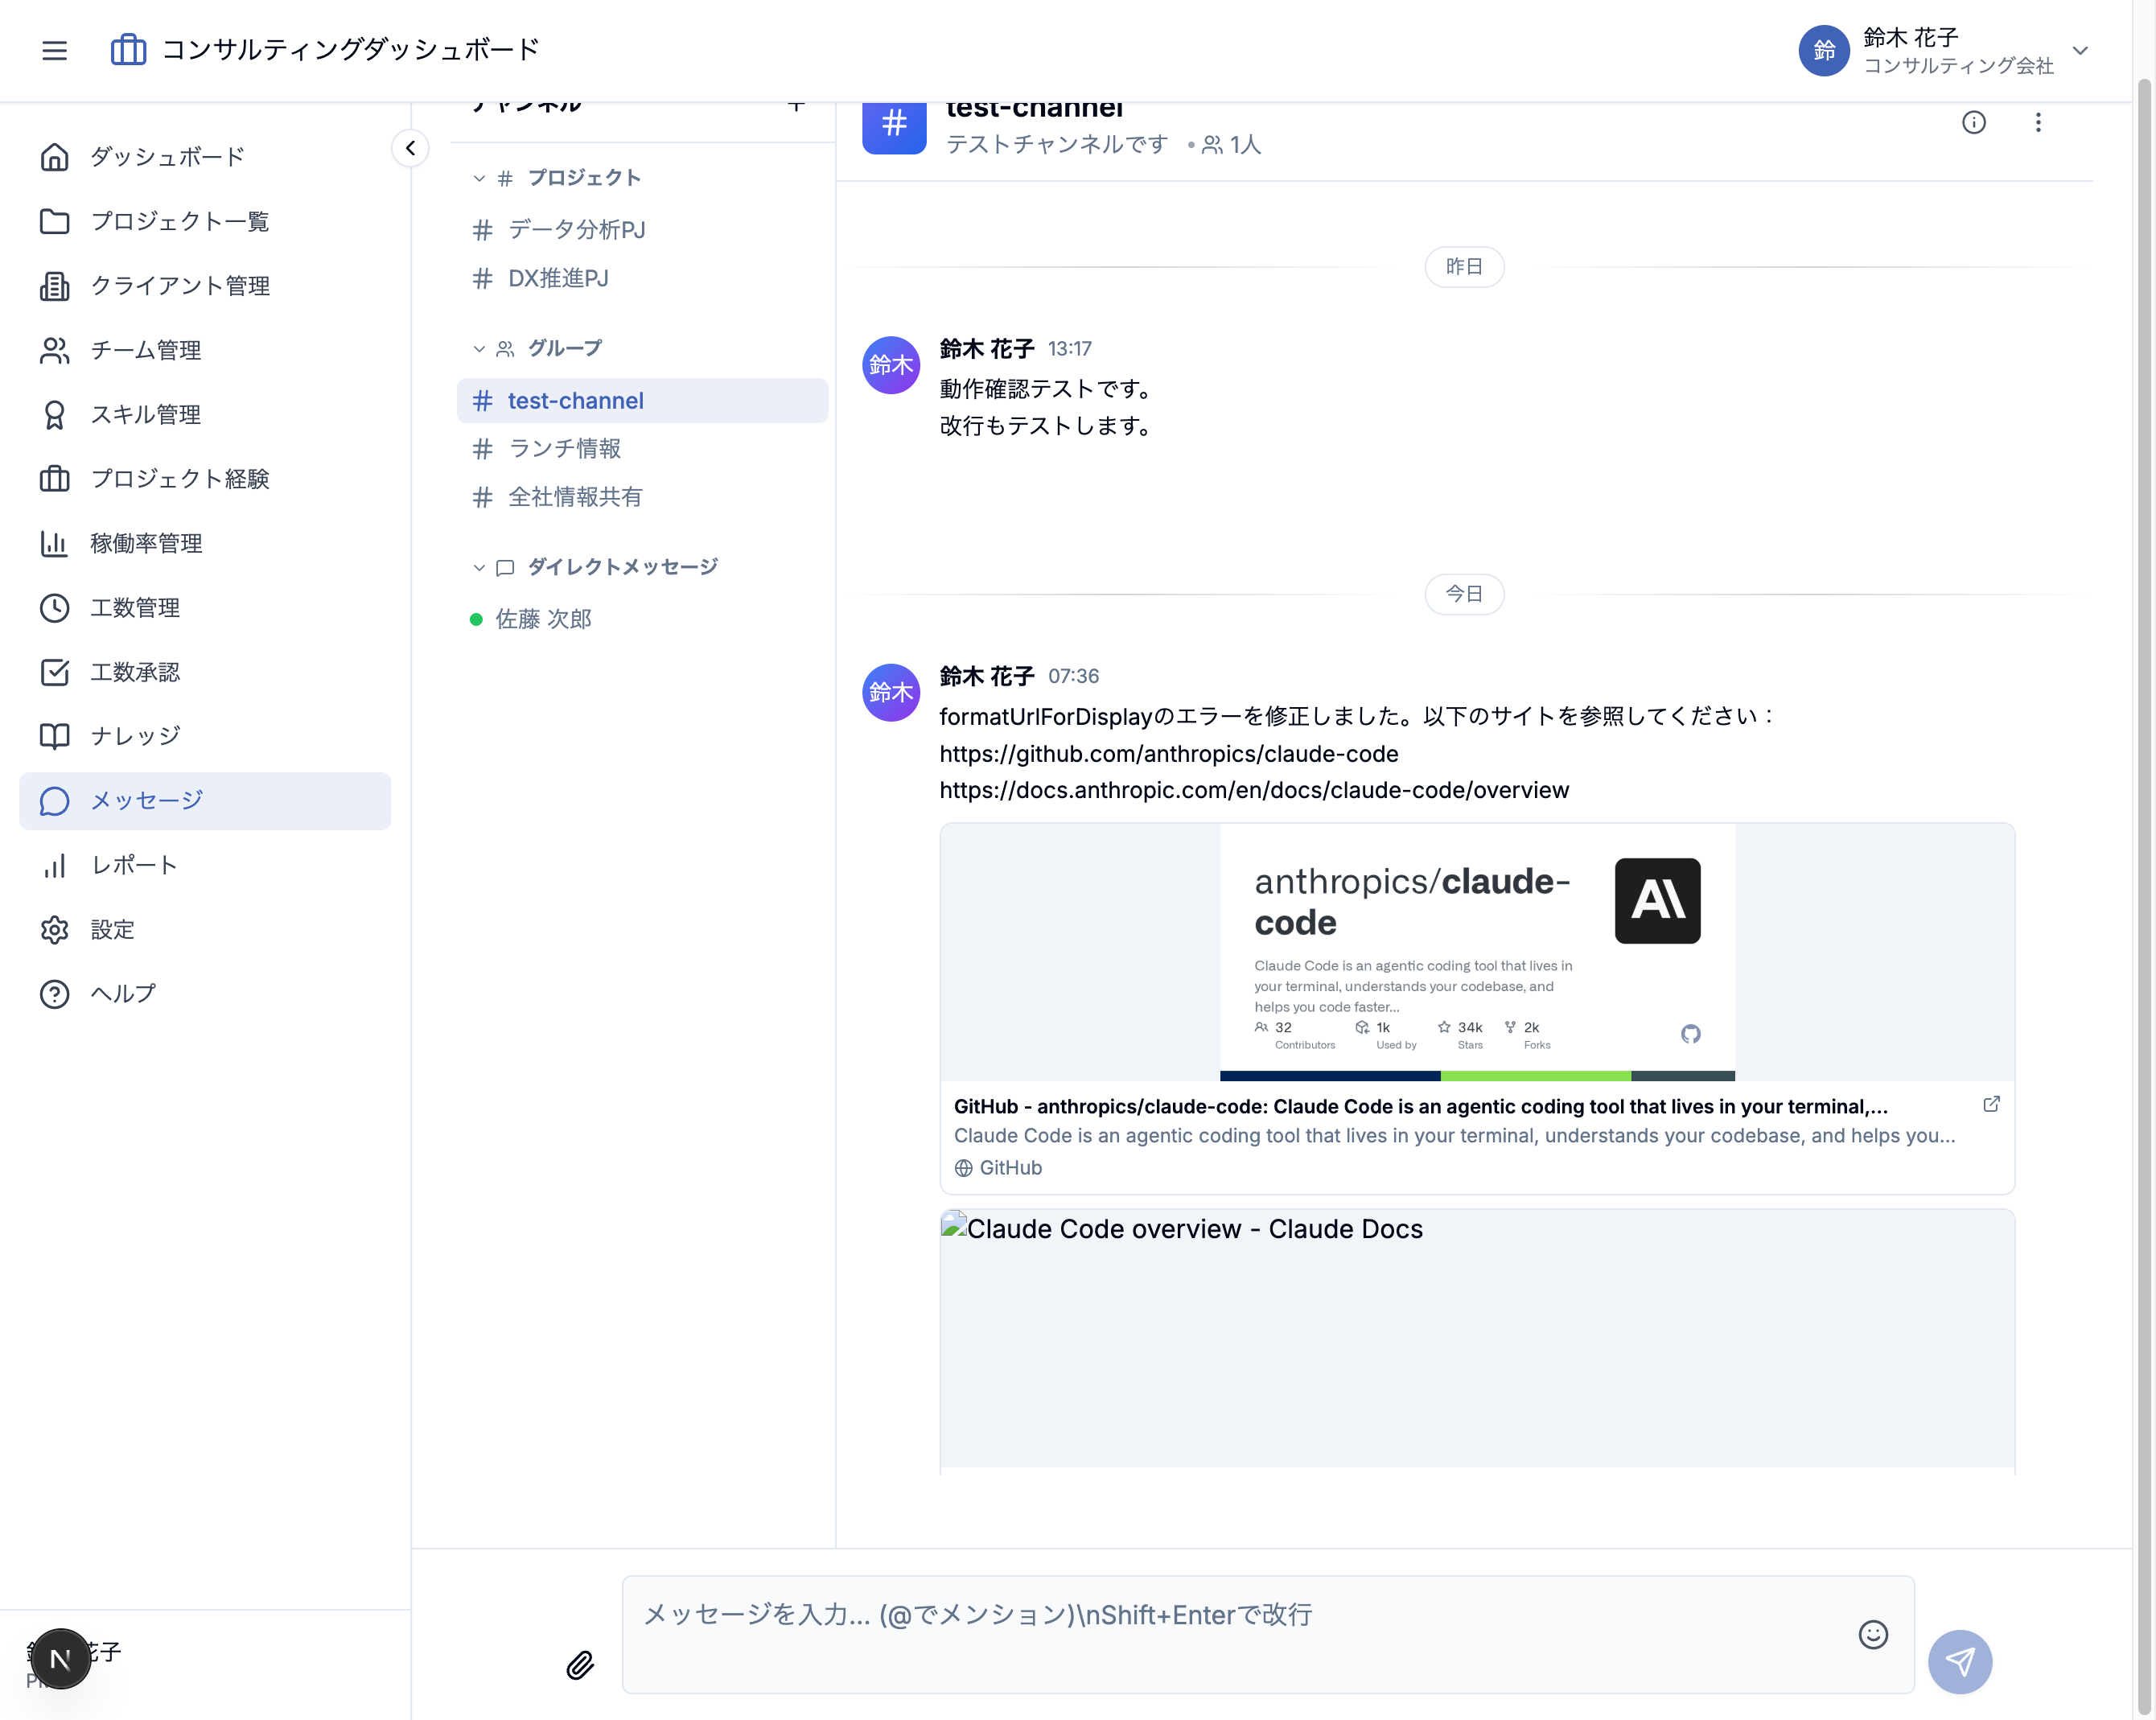 コンサルティングダッシュボード
鈴
鈴木 花子
コンサルティング会社
ダッシュボード
プロジェクト一覧
クライアント管理
チーム管理
スキル管理
プロジェクト経験
稼働率管理
工数管理
工数承認
ナレッジ
メッセージ
レポート
設定
ヘルプ
N
花子
チャンネル
プロジェクト
# データ分析PJ
# DX推進PJ
グループ
# test-channel
# ランチ情報
# 全社情報共有
ダイレクトメッセージ
佐藤 次郎
# test-channel
テストチャンネルです • 1人
昨日
鈴木
鈴木 花子 13:17
動作確認テストです。
改行もテストします。
今日
鈴木
鈴木 花子 07:36
formatUrlForDisplayのエラーを修正しました。以下のサイトを参照してください：
https://github.com/anthropics/claude-code
https://docs.anthropic.com/en/docs/claude-code/overview
anthropics/claude-
code
Claude Code is an agentic coding tool that lives in
your terminal, understands your codebase, and
helps you code faster...
32 1k 34k 2k
Contributors Used by Stars Forks
GitHub - anthropics/claude-code: Claude Code is an agentic coding tool that lives in your terminal,...
Claude Code is an agentic coding tool that lives in your terminal, understands your codebase, and helps you...
GitHub
Claude Code overview - Claude Docs
メッセージを入力... (@でメンション)\nShift+Enterで改行